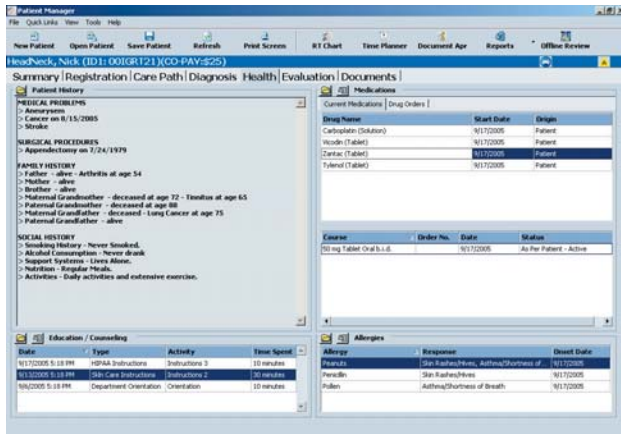 Patient Manager
File Quick Links View Tools Help
New Patient Open Patient Save Patient Refresh Print Screen RT Chart Time Planner Document Apr Reports Offline Review
HeadNeck, Nick (ID1: 00IGRT21)(CO-PAY:$25)
Summary Registration Care Path Diagnosis Health Evaluation Documents
Patient History
MEDICAL PROBLEMS
> Aneurysem
> Cancer on 8/15/2005
> Stroke
SURGICAL PROCEDURES
> Appendectomy on 7/24/1979
FAMILY HISTORY
> Father - alive - Arthritis at age 54
> Mother - alive
> Brother - alive
> Maternal Grandmother - deceased at age 72 - Tinnitus at age 65
> Paternal Grandmother - deceased at age 88
> Maternal Grandfather - deceased - Lung Cancer at age 75
> Paternal Grandfather - alive
SOCIAL HISTORY
> Smoking History - Never Smoked.
> Alcohol Consumption - Never drank
> Support Systems - Lives Alone.
> Nutrition - Regular Meals.
> Activities - Daily activities and extensive exercise.
Medications
Current Medications Drug Orders
Drug Name Start Date Origin
Carboplatin (Solution) 9/17/2005 Patient
Vicodin (Tablet) 9/17/2005 Patient
Zantac (Tablet) 9/17/2005 Patient
Tylenol (Tablet) 9/17/2005 Patient
Course Order No. Date Status
50 mg Tablet Oral b.i.d. 9/17/2005 As Per Patient - Active
Education / Counseling
Date Type Activity Time Spent
9/17/2005 5:18 PM HIPAA Instructions Instructions 3 10 minutes
9/13/2005 5:18 PM Skin Care Instructions Instructions 2 30 minutes
9/6/2005 5:18 PM Department Orientation Orientation 10 minutes
Allergies
Allergy Response Onset Date
Peanuts Skin Rashes/Hives, Asthma/Shortness of... 9/17/2005
Penicillin Skin Rashes/Hives 9/17/2005
Pollen Asthma/Shortness of Breath 9/17/2005